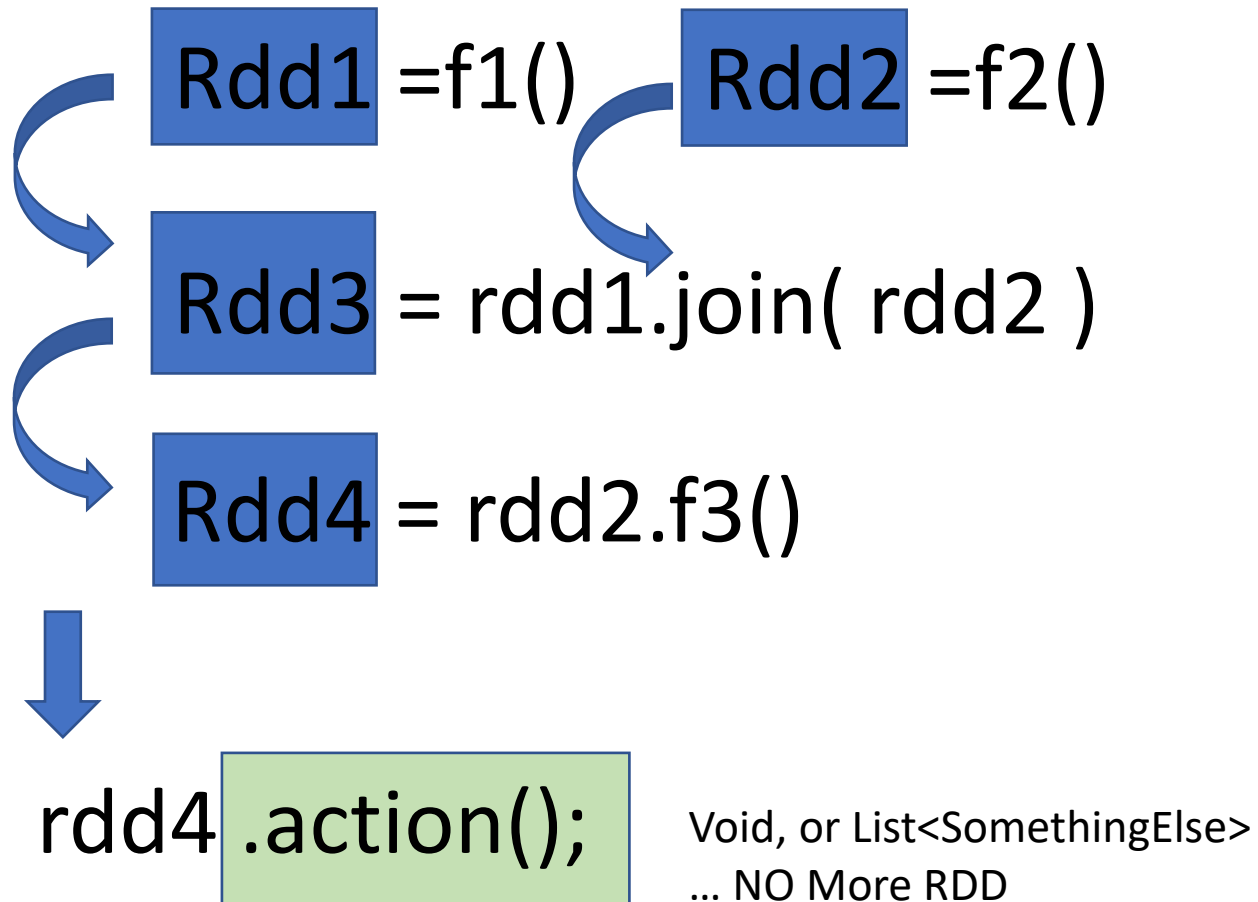 Rdd1 =f1() Rdd2 =f2()
Rdd3 = rdd1.join( rdd2 )
Rdd4 = rdd2.f3()
rdd4 .action();
Void, or List<SomethingElse>
... NO More RDD